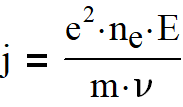 j = e²·nₑ·E / m·ν